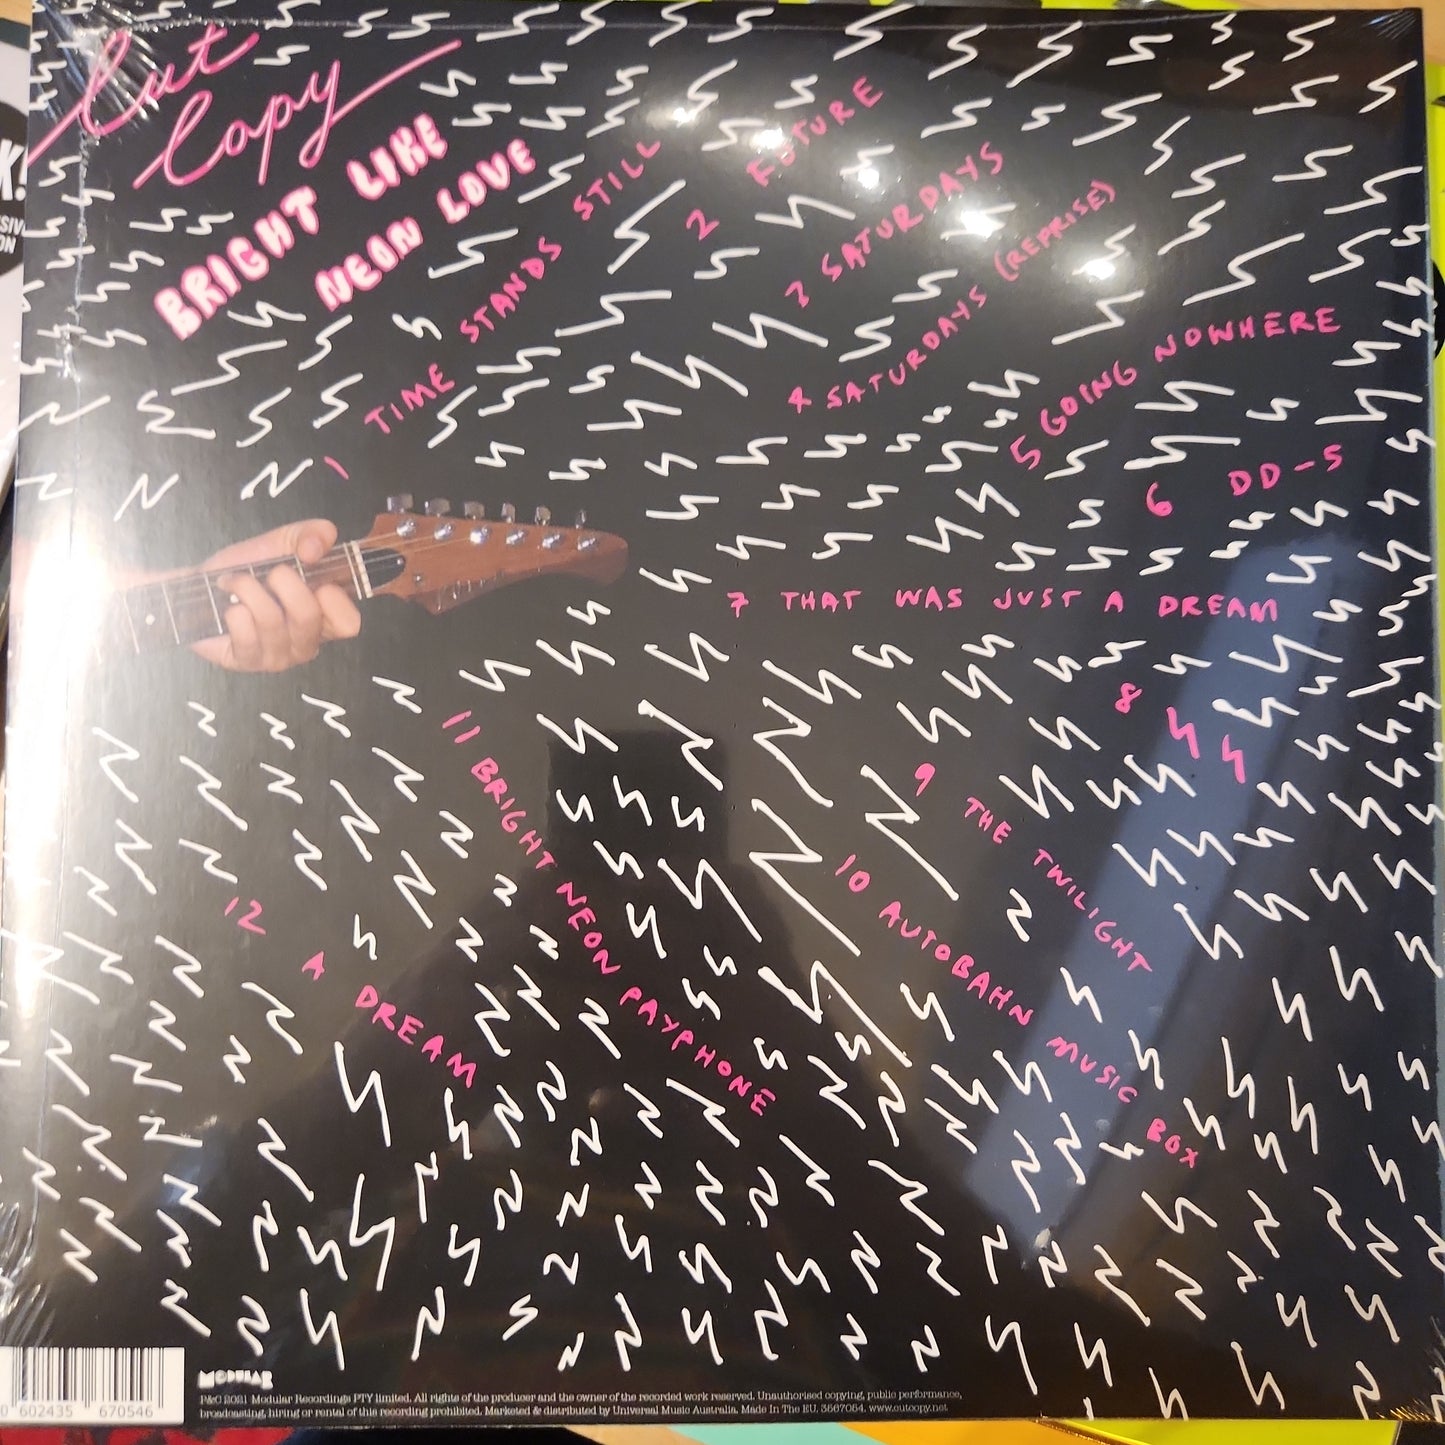 Cut
Copy
BRIGHT LIKE
NEON LOVE
1 TIME STANDS STILL
2 FUTURE
3 SATURDAYS
4 SATURDAYS (REPRISE)
5 GOING NOWHERE
6 DD-5
7 THAT WAS JUST A DREAM
8 ϟϟ
9 THE TWILIGHT
10 AUTOBAHN MUSIC BOX
11 BRIGHT NEON PAYPHONE
12 A DREAM
MODULAR
P&C 2021 Modular Recordings PTY limited. All rights of the producer and the owner of the recorded work reserved. Unauthorised copying, public performance,
broadcasting, hiring or rental of this recording prohibited. Marketed & distributed by Universal Music Australia. Made In The EU. 3567054. www.cutcopy.net
0 602435 670546